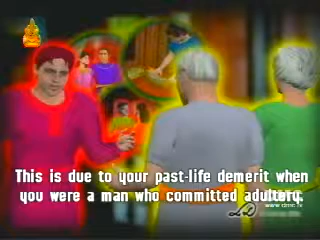 This is due to your past-life demerit when
you were a man who committed adultery.
www.dmc.tv